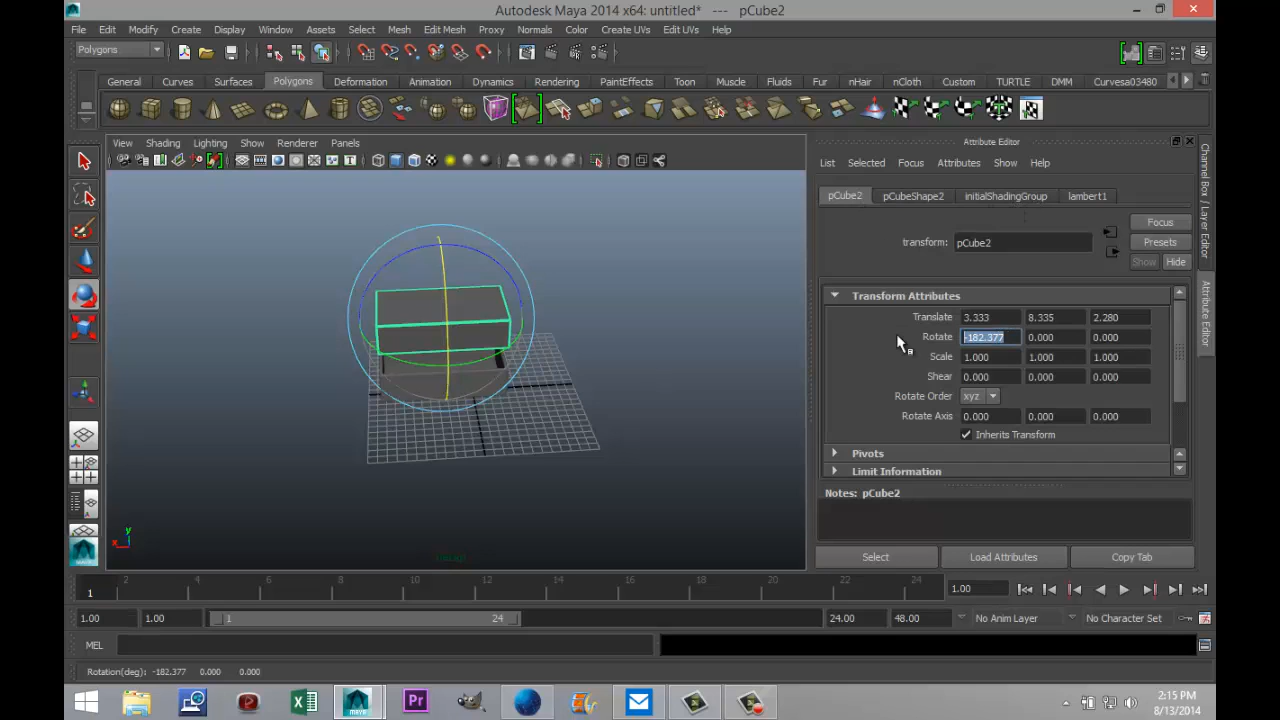 Autodesk Maya 2014 x64: untitled* --- pCube2
File Edit Modify Create Display Window Assets Select Mesh Edit Mesh Proxy Normals Color Create UVs Edit UVs Help
Polygons
General Curves Surfaces Polygons Deformation Animation Dynamics Rendering PaintEffects Toon Muscle Fluids Fur nHair nCloth Custom TURTLE DMM Curvesa03480
View Shading Lighting Show Renderer Panels
Attribute Editor
List Selected Focus Attributes Show Help
pCube2 pCubeShape2 initialShadingGroup lambert1
Focus
transform: pCube2
Presets
Show Hide
Transform Attributes
Translate 3.333 8.335 2.280
Rotate -182.377 0.000 0.000
Scale 1.000 1.000 1.000
Shear 0.000 0.000 0.000
Rotate Order xyz
Rotate Axis 0.000 0.000 0.000
Inherits Transform
Pivots
Limit Information
Notes: pCube2
Select Load Attributes Copy Tab
Channel Box / Layer Editor
Attribute Editor
y
x
2 4 6 8 10 12 14 16 18 20 22 24
1
1.00
1.00 1.00 1 24 24.00 48.00 No Anim Layer No Character Set
MEL
Rotation(deg): -182.377 0.000 0.000
2:15 PM
8/13/2014